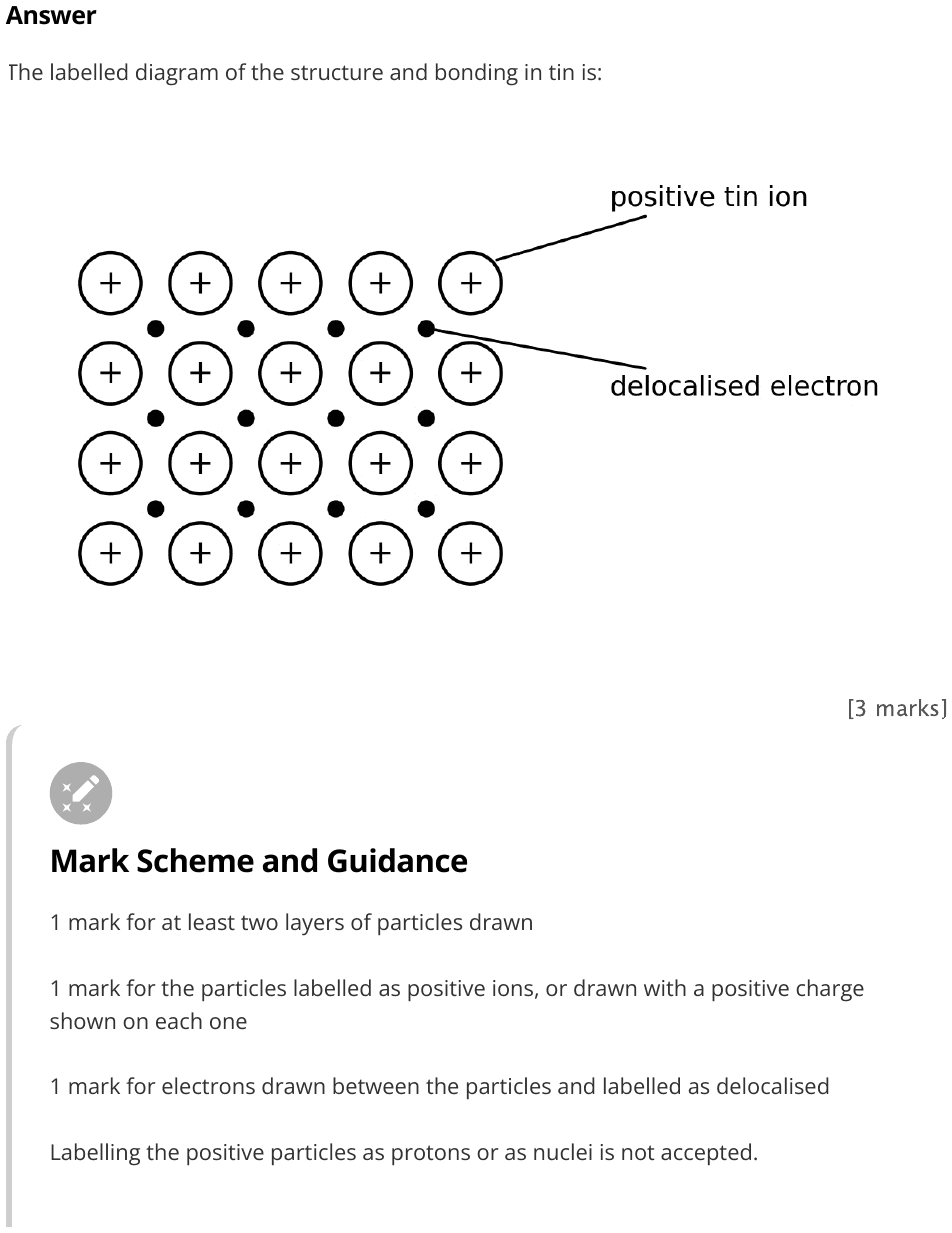 Answer
The labelled diagram of the structure and bonding in tin is:
positive tin ion
+ + + + +
+ + + + +
delocalised electron
+ + + + +
+ + + + +
[3 marks]
Mark Scheme and Guidance
1 mark for at least two layers of particles drawn
1 mark for the particles labelled as positive ions, or drawn with a positive charge
shown on each one
1 mark for electrons drawn between the particles and labelled as delocalised
Labelling the positive particles as protons or as nuclei is not accepted.